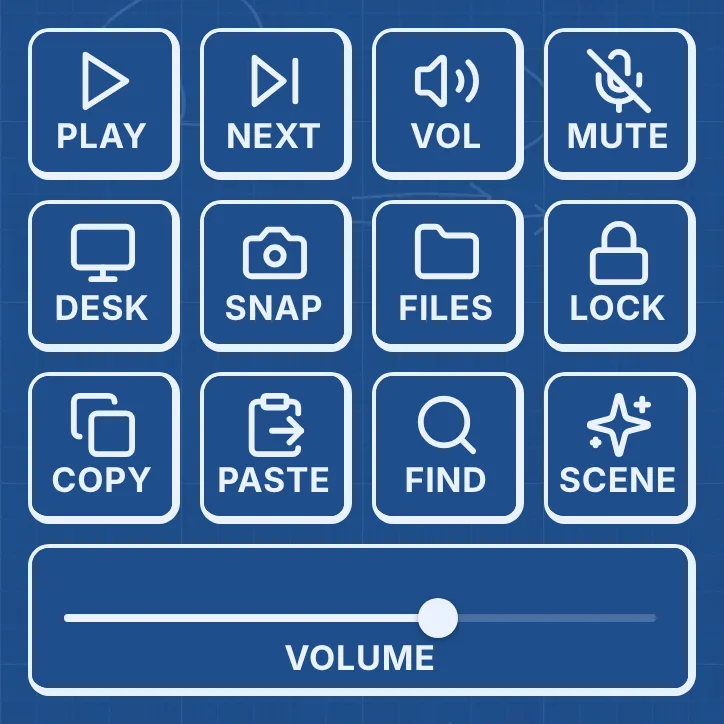 PLAY
NEXT
VOL
MUTE
DESK
SNAP
FILES
LOCK
COPY
PASTE
FIND
SCENE
VOLUME